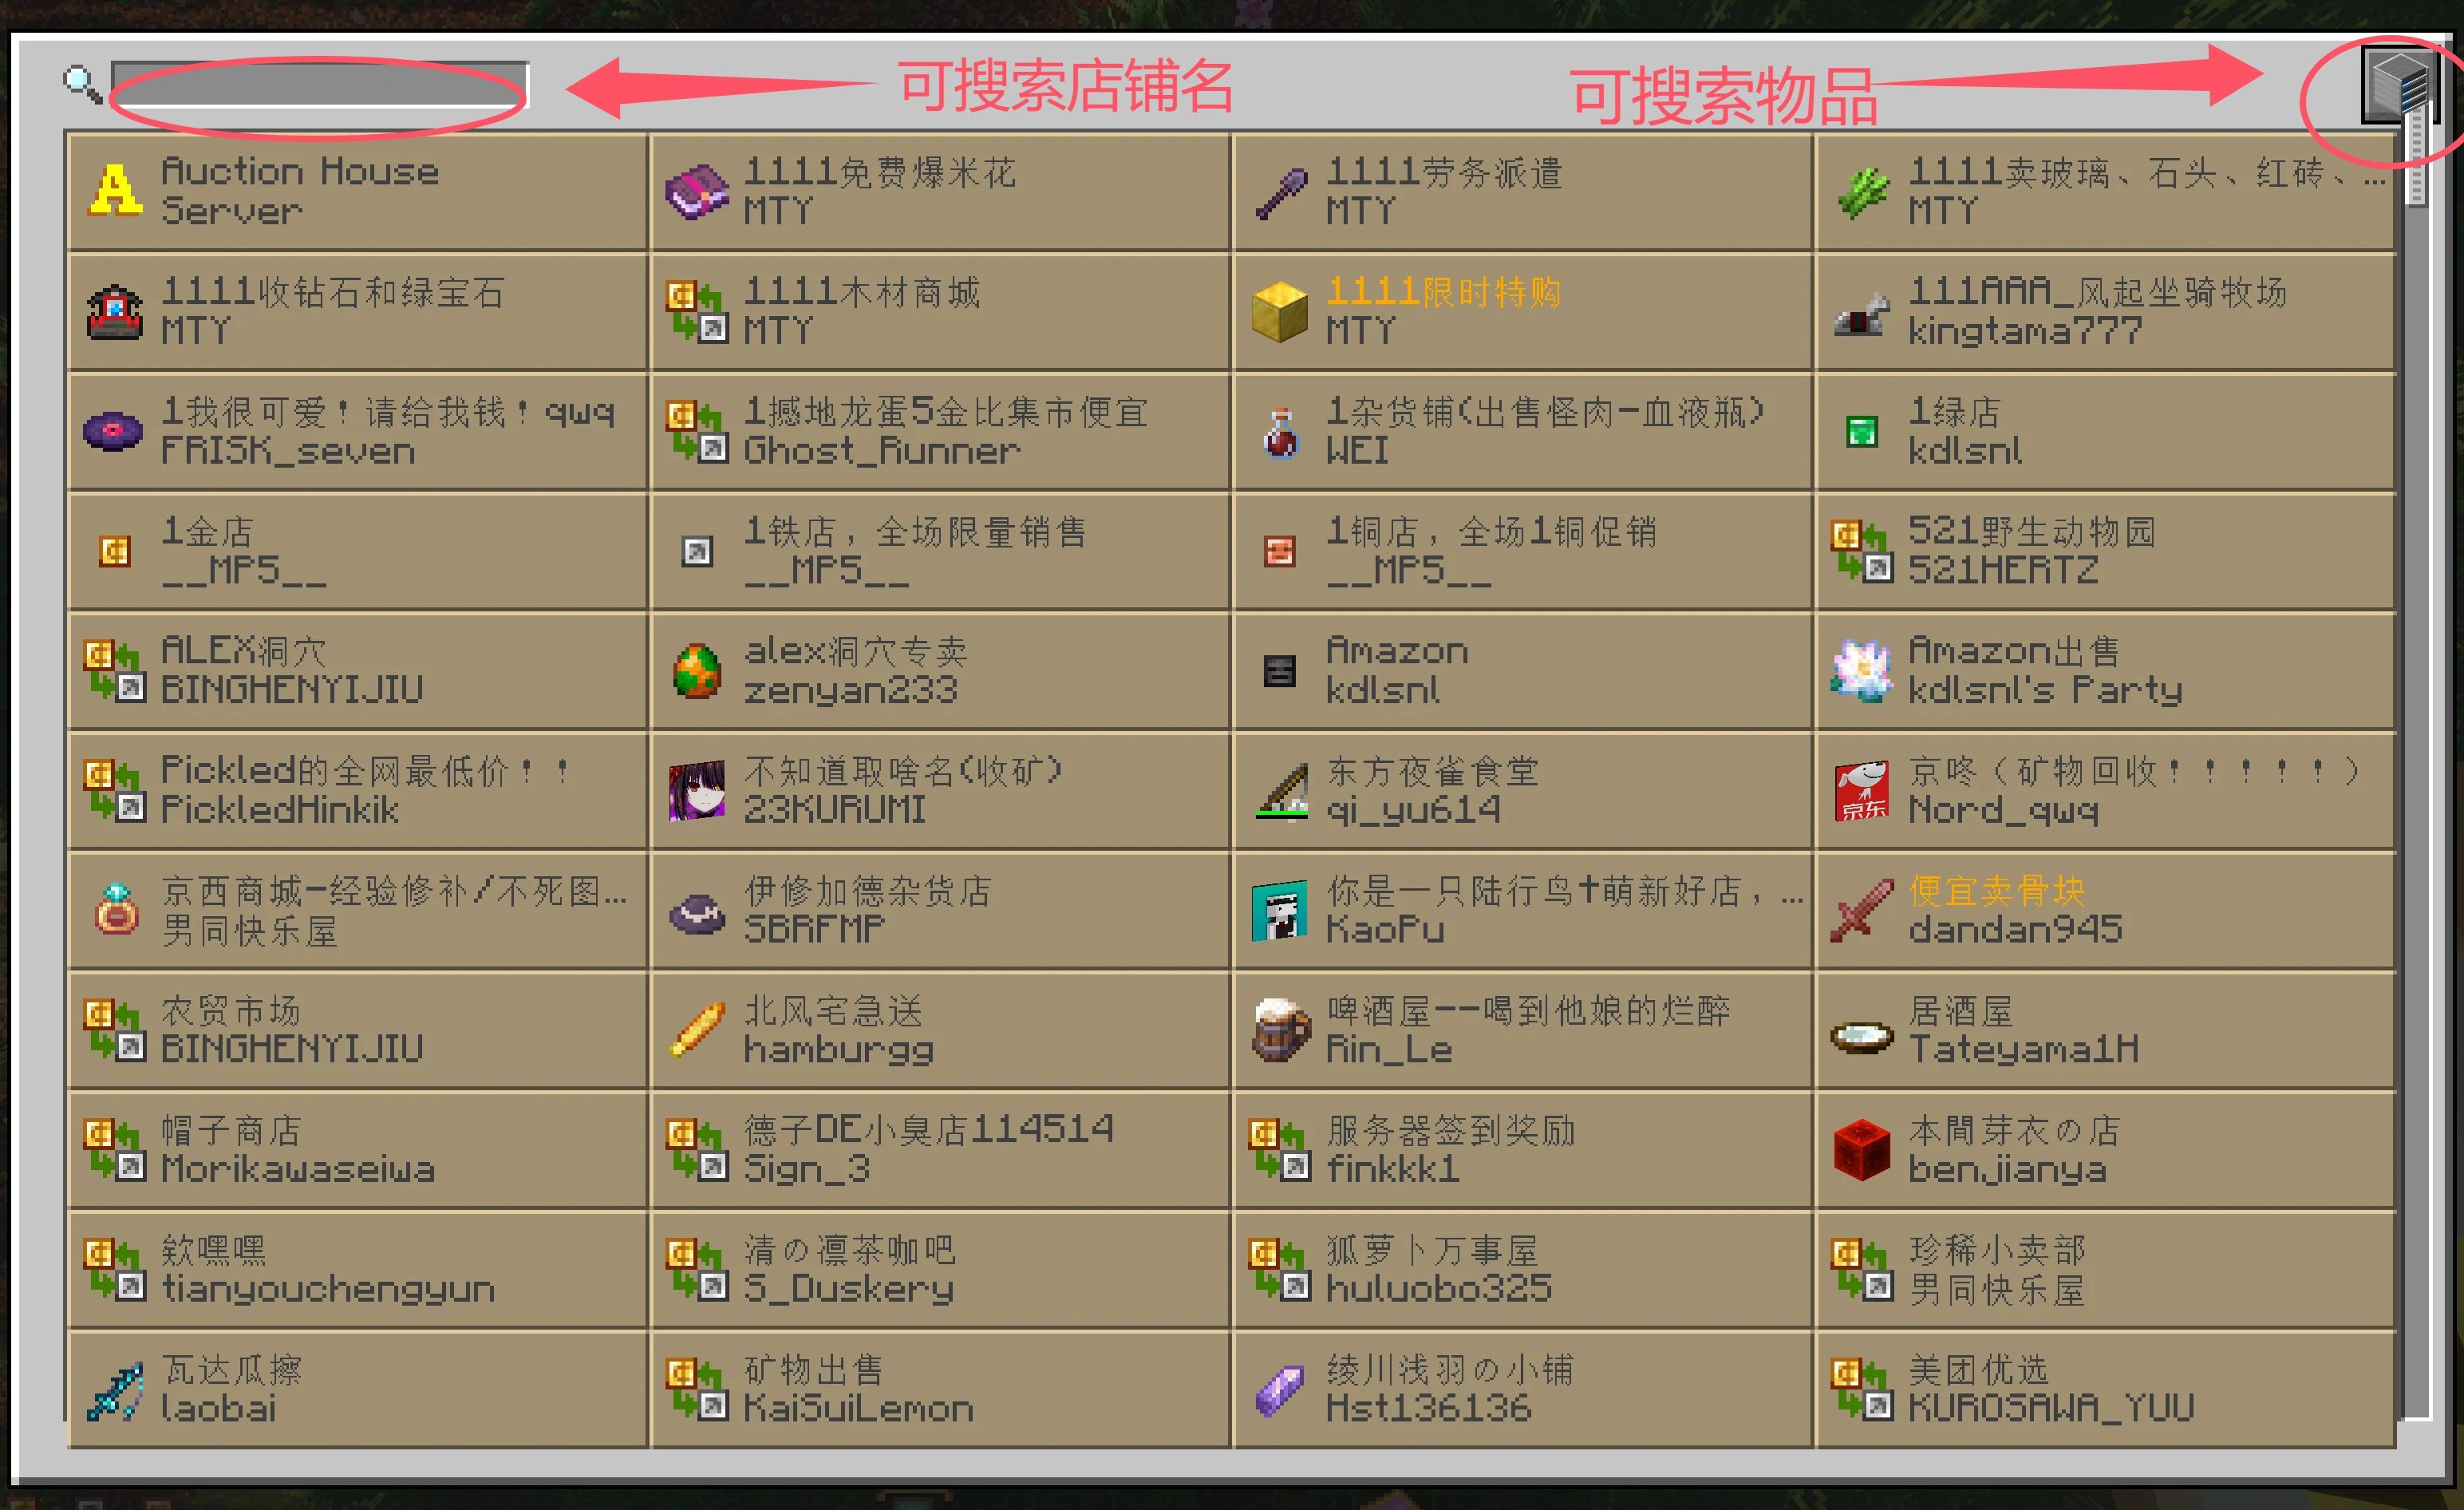 可搜索店铺名
可搜索物品
Auction House
Server
1111免费爆米花
MTY
1111劳务派遣
MTY
1111卖玻璃、石头、红砖、...
MTY
1111收钻石和绿宝石
MTY
1111木材商城
MTY
1111限时特购
MTY
111AAA_风起坐骑牧场
kingtama777
1我很可爱！请给我钱！qwq
FRISK_seven
1撼地龙蛋5金比集市便宜
Ghost_Runner
1杂货铺(出售怪肉-血液瓶)
WEI
1绿店
kdlsnl
1金店
__MP5__
1铁店，全场限量销售
__MP5__
1铜店，全场1铜促销
__MP5__
521野生动物园
521HERTZ
ALEX洞穴
BINGHENYIJIU
alex洞穴专卖
zenyan233
Amazon
kdlsnl
Amazon出售
kdlsnl's Party
Pickled的全网最低价！！
PickledHinkik
不知道取啥名(收矿)
23KURUMI
东方夜雀食堂
qi_yu614
京东
京咚（矿物回收！！！！！）
Nord_qwq
京西商城-经验修补/不死图...
男同快乐屋
伊修加德杂货店
SBRFMP
你是一只陆行鸟†萌新好店，...
KaoPu
便宜卖骨块
dandan945
农贸市场
BINGHENYIJIU
北风宅急送
hamburgg
啤酒屋--喝到他娘的烂醉
Rin_Le
居酒屋
Tateyama1H
帽子商店
Morikawaseiwa
德子DE小臭店114514
Sign_3
服务器签到奖励
finkkk1
本間芽衣の店
benjianya
欸嘿嘿
tianyouchengyun
清の凛茶咖吧
S_Duskery
狐萝卜万事屋
huluobo325
珍稀小卖部
男同快乐屋
瓦达瓜擦
laobai
矿物出售
KaiSuiLemon
绫川浅羽の小铺
Hst136136
美团优选
KUROSAWA_YUU